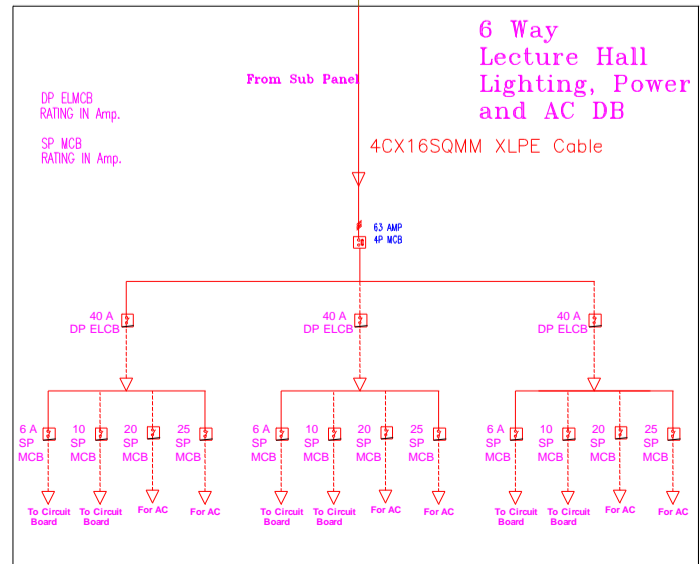 6 Way
Lecture Hall
Lighting, Power
and AC DB
From Sub Panel
DP ELMCB
RATING IN Amp.
SP MCB
RATING IN Amp.
4CX16SQMM XLPE Cable
63 AMP
4P MCB
40 A
DP ELCB
40 A
DP ELCB
40 A
DP ELCB
6 A
SP
MCB
10
SP
MCB
20
SP
MCB
25
SP
MCB
6 A
SP
MCB
10
SP
MCB
20
SP
MCB
25
SP
MCB
6 A
SP
MCB
10
SP
MCB
20
SP
MCB
25
SP
MCB
To Circuit
Board
To Circuit
Board
For AC
For AC
To Circuit
Board
To Circuit
Board
For AC
For AC
To Circuit
Board
To Circuit
Board
For AC
For AC